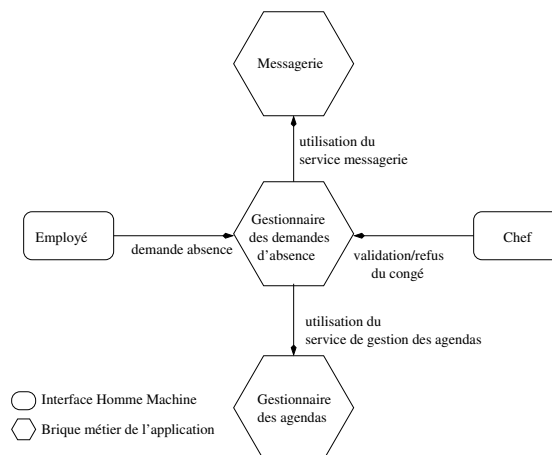 Messagerie
utilisation du
service messagerie
Employé
demande absence
Gestionnaire
des demandes
d'absence
validation/refus
du congé
Chef
utilisation du
service de gestion des agendas
Gestionnaire
des agendas
Interface Homme Machine
Brique métier de l'application